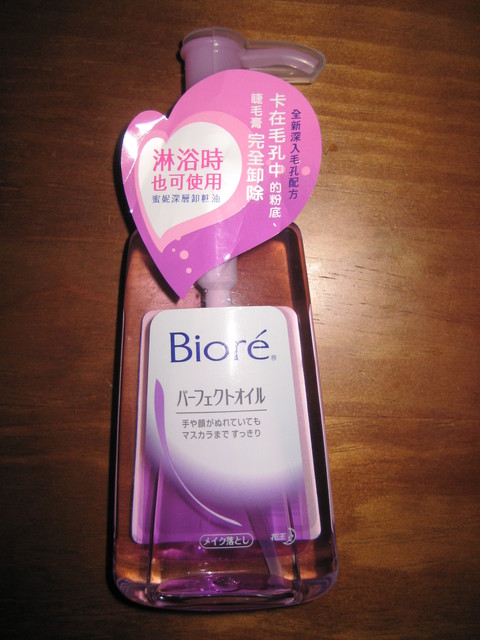 全新深入毛孔配方
卡在毛孔中的粉底、
睫毛膏完全卸除
淋浴時
也可使用
蜜妮深層卸粧油
Bioré®
パーフェクトオイル
手や顔がぬれていても
マスカラまで すっきり
メイク落とし
花王